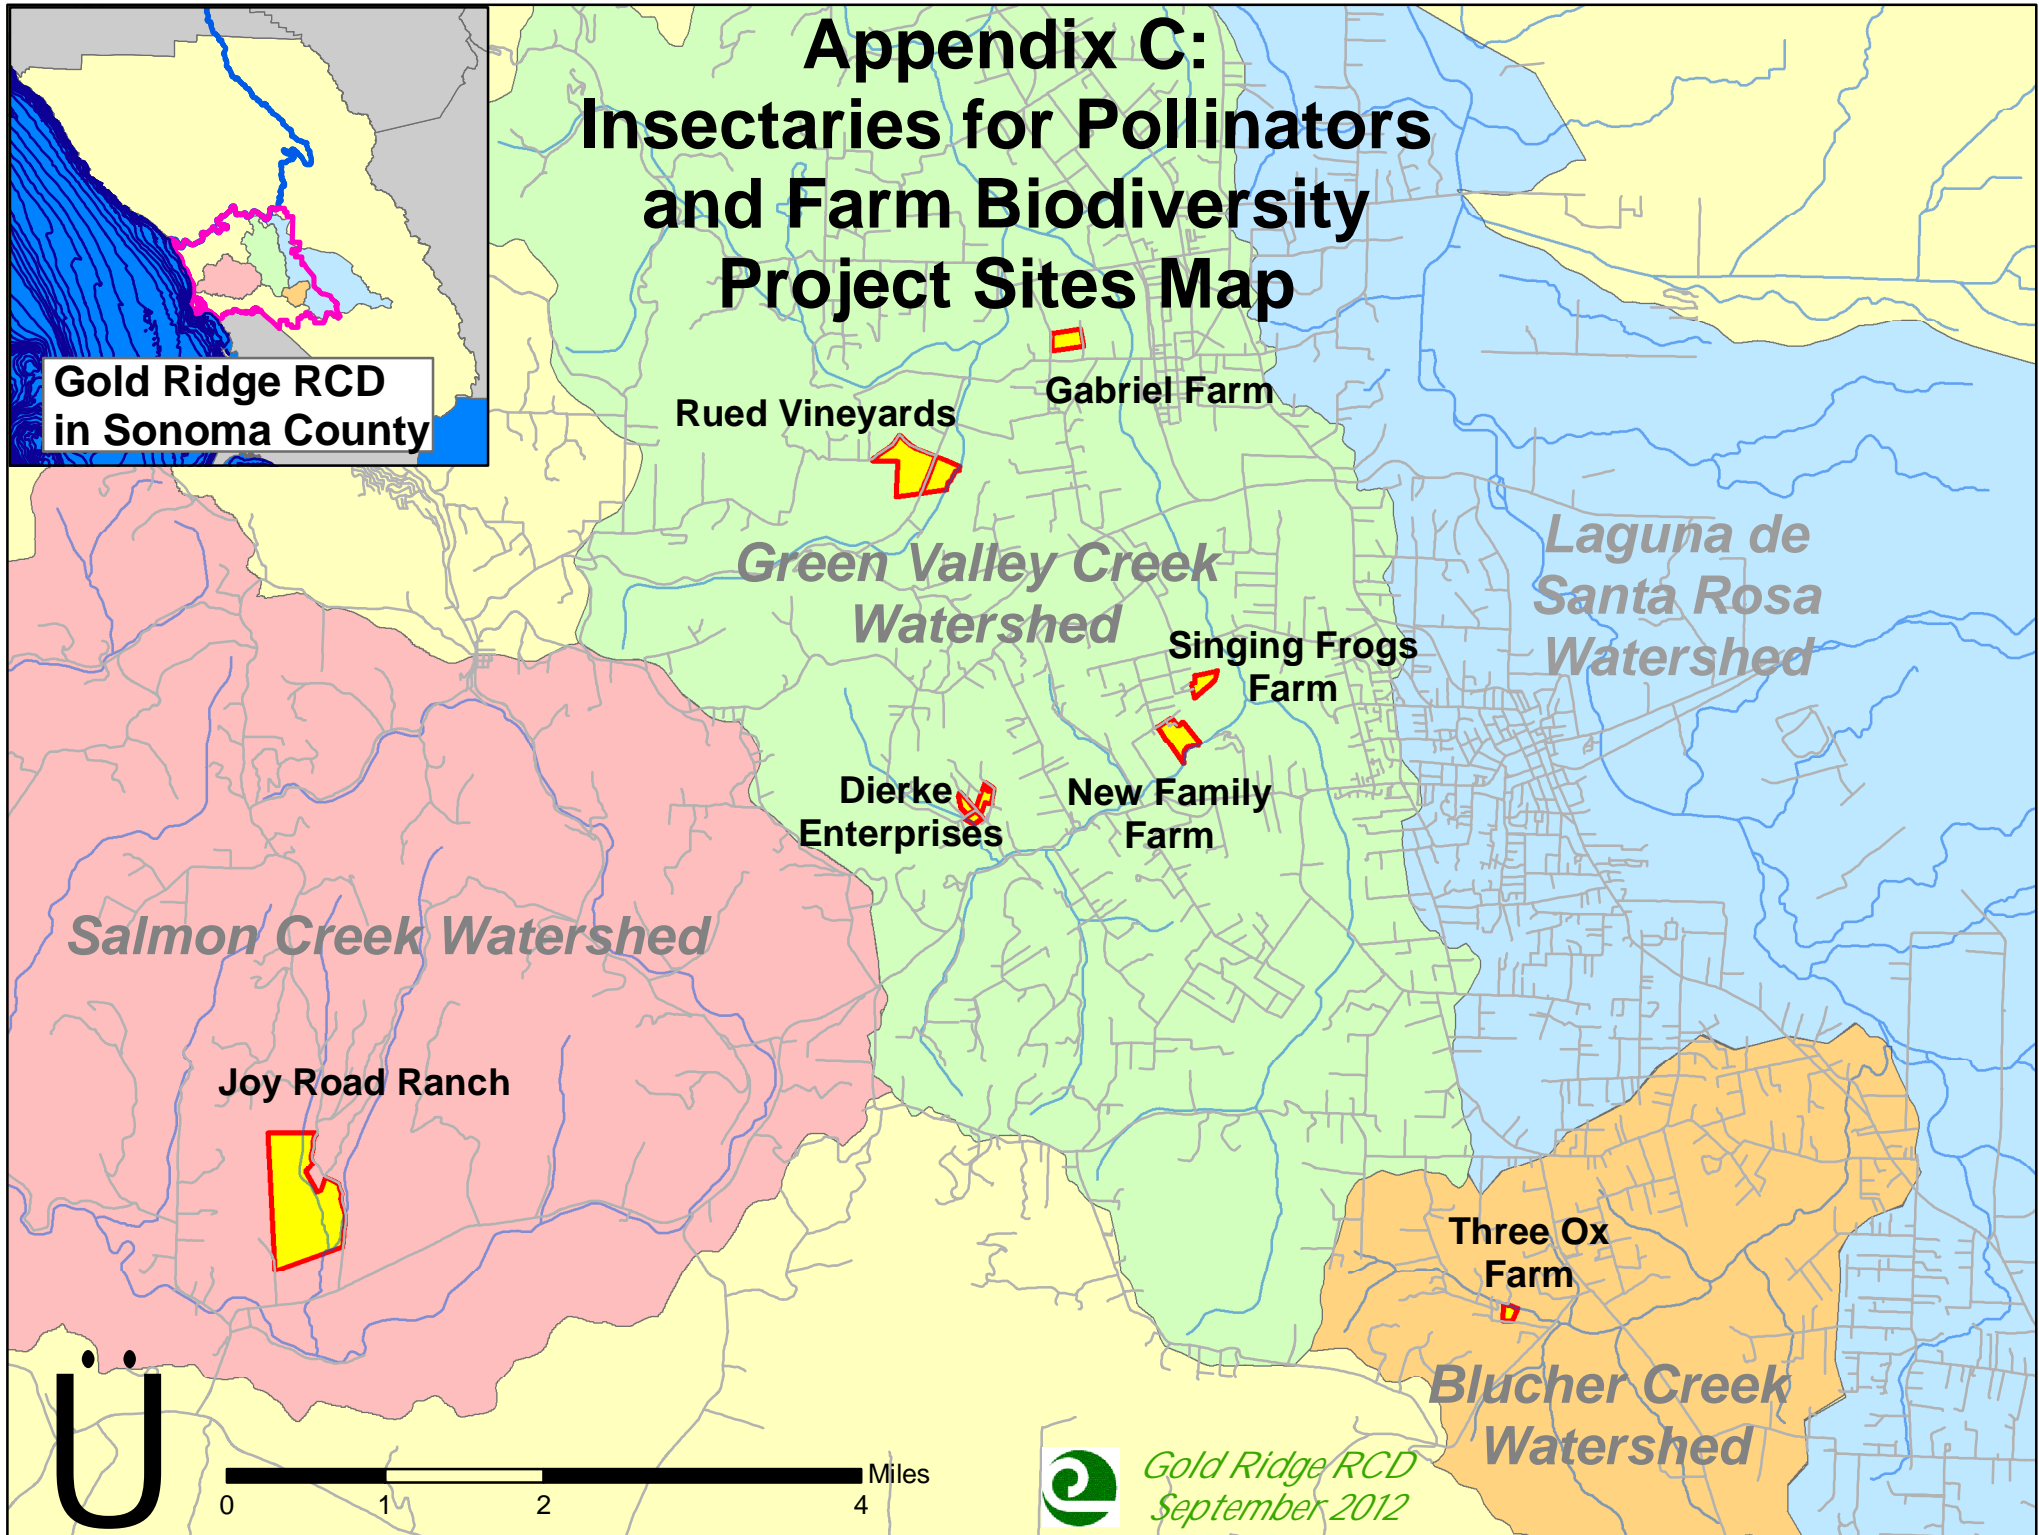 Appendix C:
Insectaries for Pollinators
and Farm Biodiversity
Project Sites Map
Gold Ridge RCD
in Sonoma County
Gabriel Farm
Rued Vineyards
Green Valley Creek
Watershed
Laguna de
Santa Rosa
Watershed
Singing Frogs
Farm
Dierke
Enterprises
New Family
Farm
Salmon Creek Watershed
Joy Road Ranch
Three Ox
Farm
Blucher Creek
Watershed
Ü
Miles
0 1 2 4
Gold Ridge RCD
September 2012